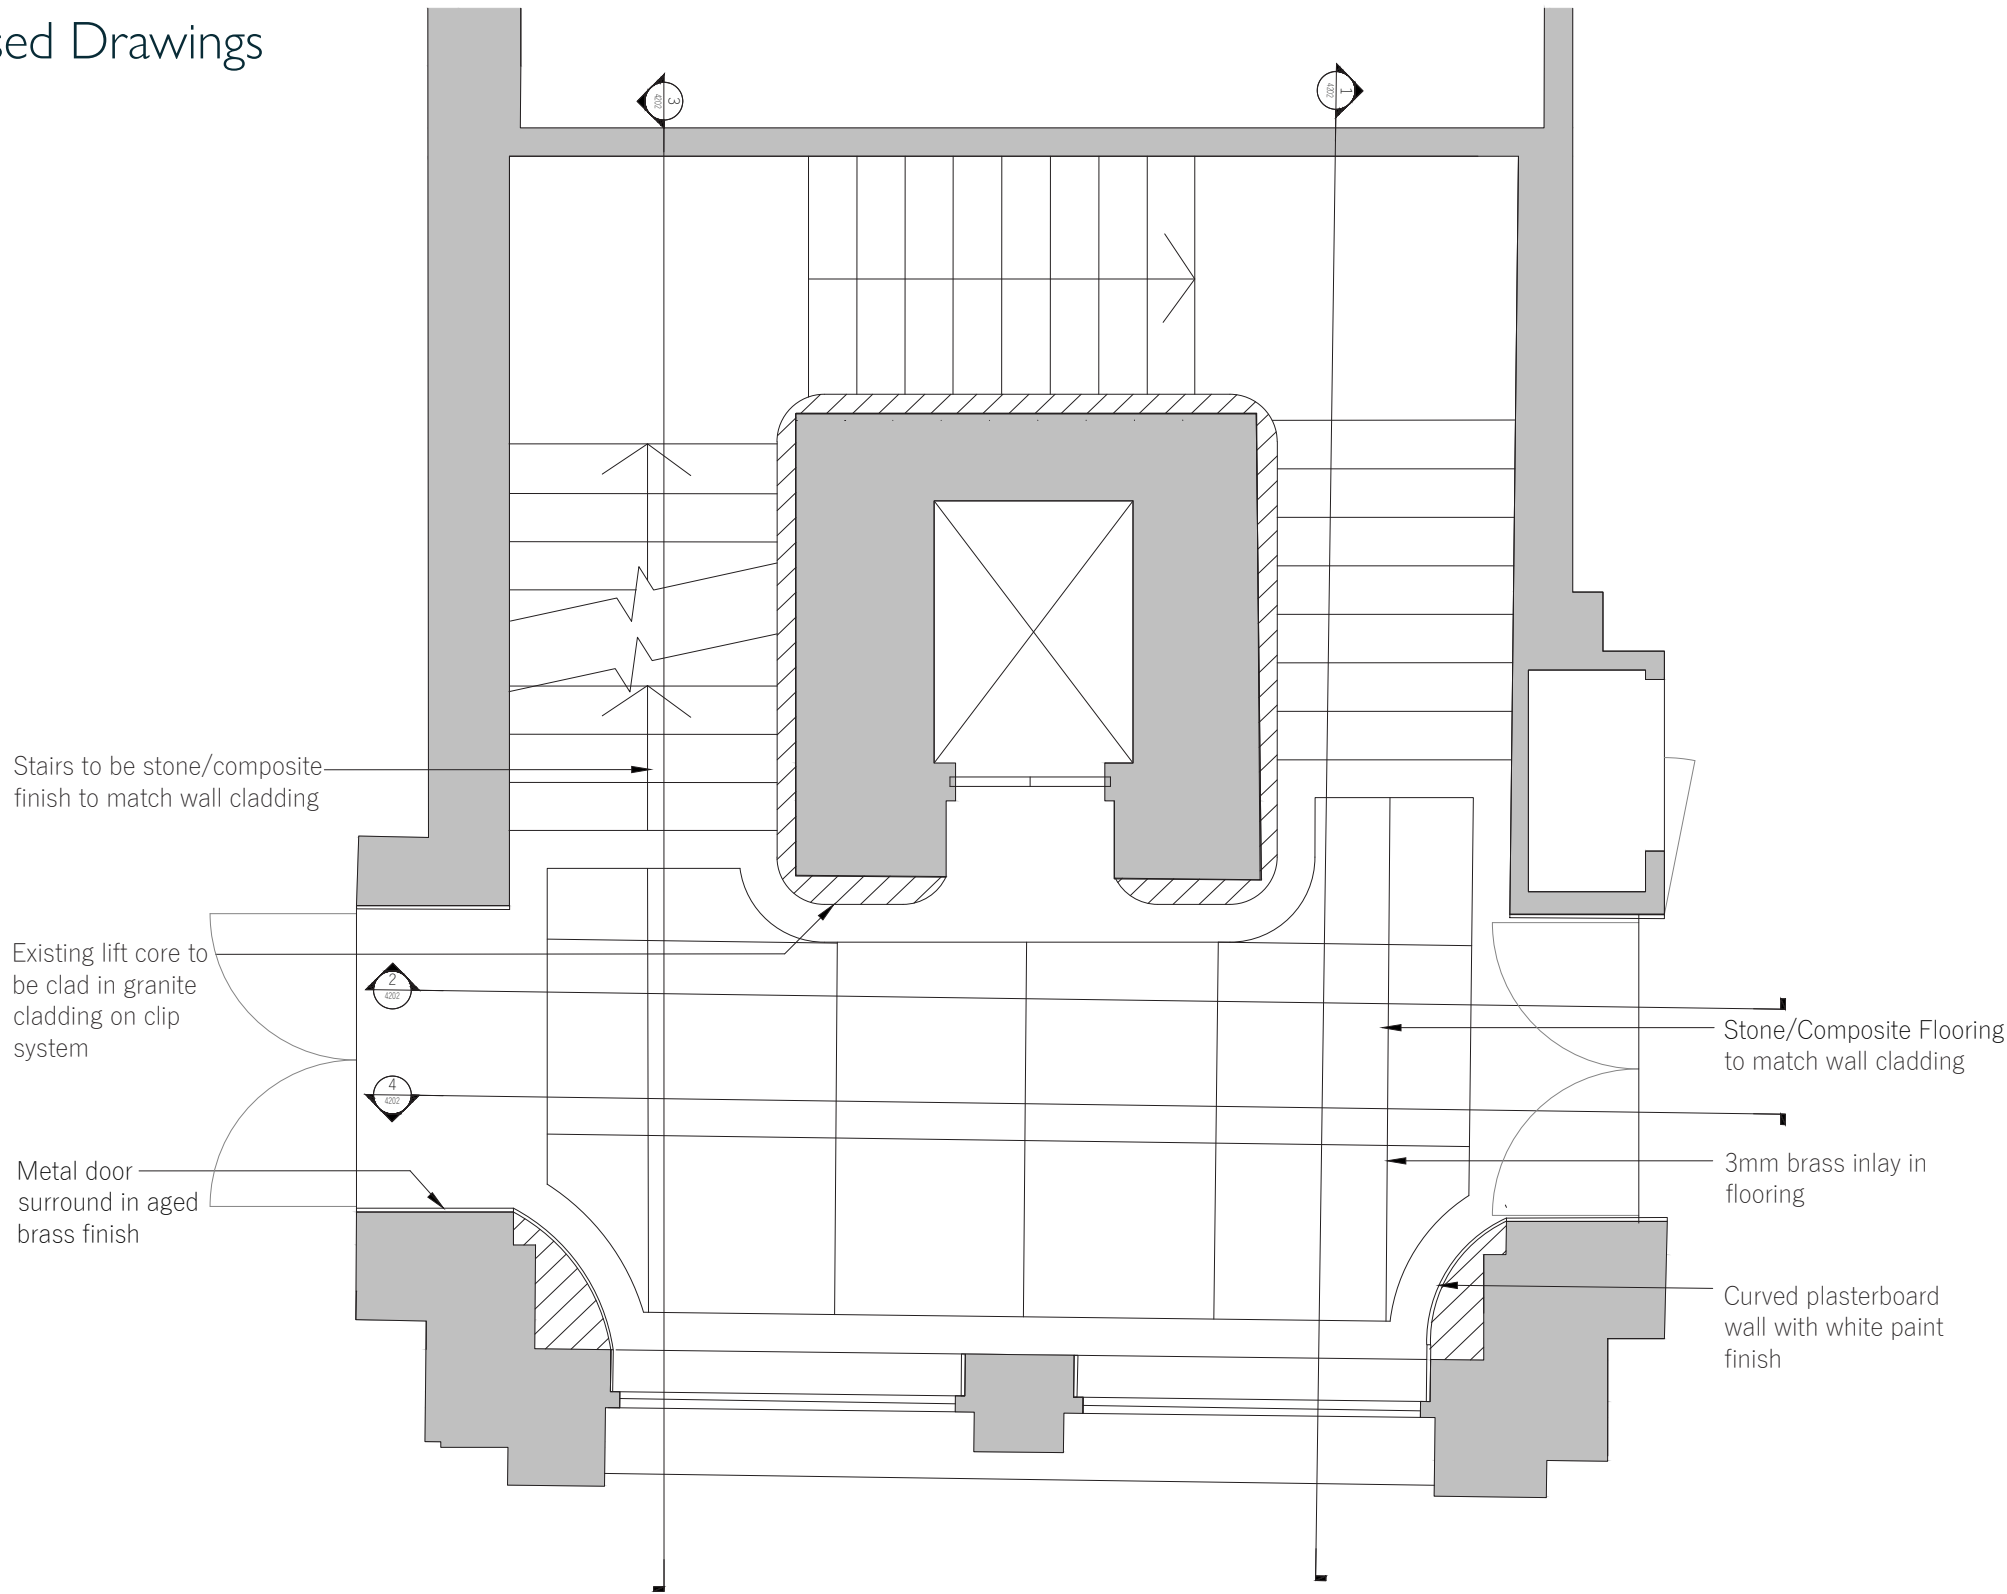 sed Drawings
3
4202
1
4202
Stairs to be stone/composite
finish to match wall cladding
Existing lift core to
be clad in granite
cladding on clip
system
2
4202
4
4202
Metal door
surround in aged
brass finish
Stone/Composite Flooring
to match wall cladding
3mm brass inlay in
flooring
Curved plasterboard
wall with white paint
finish